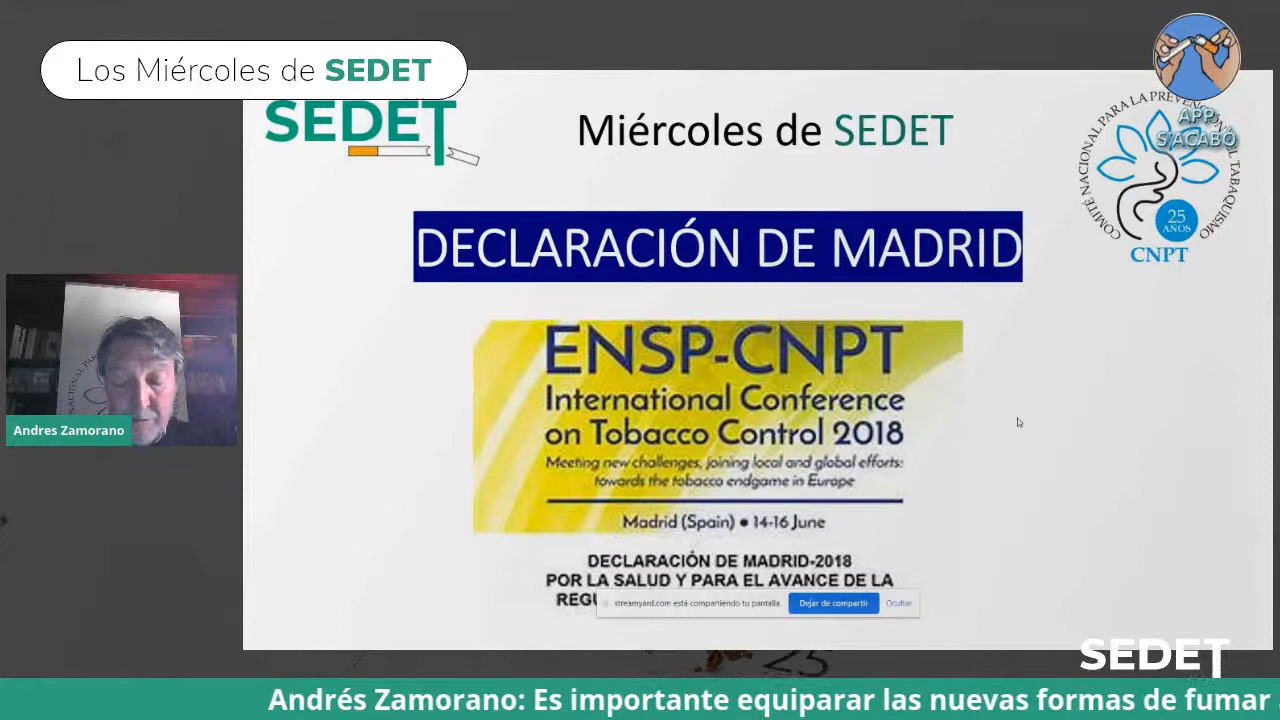 Los Miércoles de SEDET
SEDET
Miércoles de SEDET
APP
S'ACABÓ
COMITÉ NACIONAL PARA LA PREVENCIÓN DEL TABAQUISMO
25
AÑOS
CNPT
DECLARACIÓN DE MADRID
ENSP-CNPT
International Conference
on Tobacco Control 2018
Meeting new challenges, joining local and global efforts:
towards the tobacco endgame in Europe
Madrid (Spain) • 14-16 June
DECLARACIÓN DE MADRID-2018
POR LA SALUD Y PARA EL AVANCE DE LA
streamyard.com está compartiendo tu pantalla.
Dejar de compartir
Ocultar
Andres Zamorano
SEDET
25
Andrés Zamorano: Es importante equiparar las nuevas formas de fumar